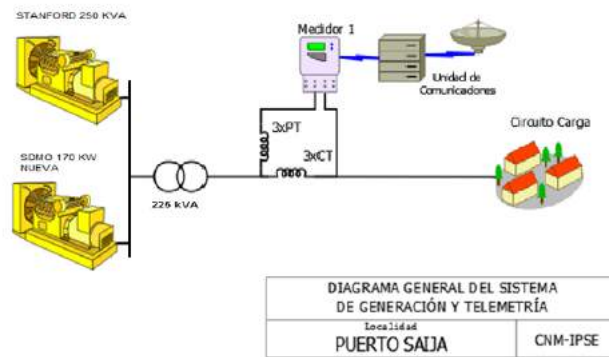 STANFORD 250 KVA
Medidor 1
Unidad de
Comunicaciones
3xPT
3xCT
Circuito Carga
SDMO 170 KW
NUEVA
225 kVA
DIAGRAMA GENERAL DEL SISTEMA
DE GENERACIÓN Y TELEMETRÍA
Localidad
PUERTO SAIJA
CNM-IPSE